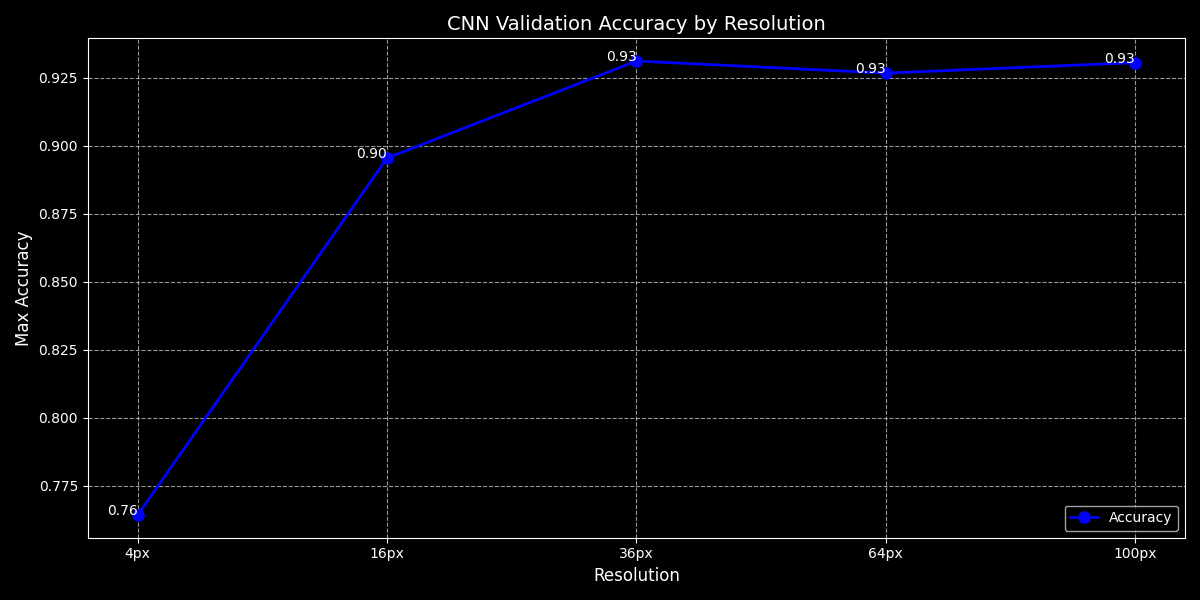 CNN Validation Accuracy by Resolution
0.925
0.900
0.875
0.850
0.825
0.800
0.775
Max Accuracy
0.76
0.90
0.93
0.93
0.93
Accuracy
4px
16px
36px
64px
100px
Resolution